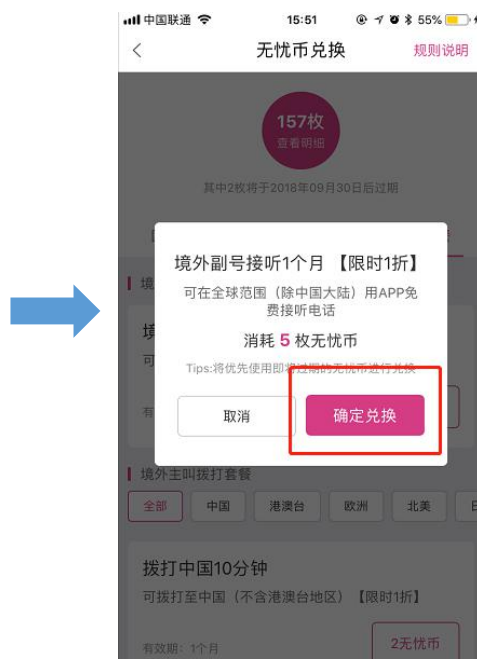 中国联通 15:51 55%
无忧币兑换 规则说明
157枚
查看明细
其中2枚将于2018年09月30日后过期
境外副号接听1个月 【限时1折】
可在全球范围（除中国大陆）用APP免
费接听电话
消耗 5 枚无忧币
Tips:将优先使用即将过期的无忧币进行兑换
取消 确定兑换
境外主叫拨打套餐
全部 中国 港澳台 欧洲 北美
拨打中国10分钟
可拨打至中国（不含港澳台地区）【限时1折】
有效期：1个月 2无忧币